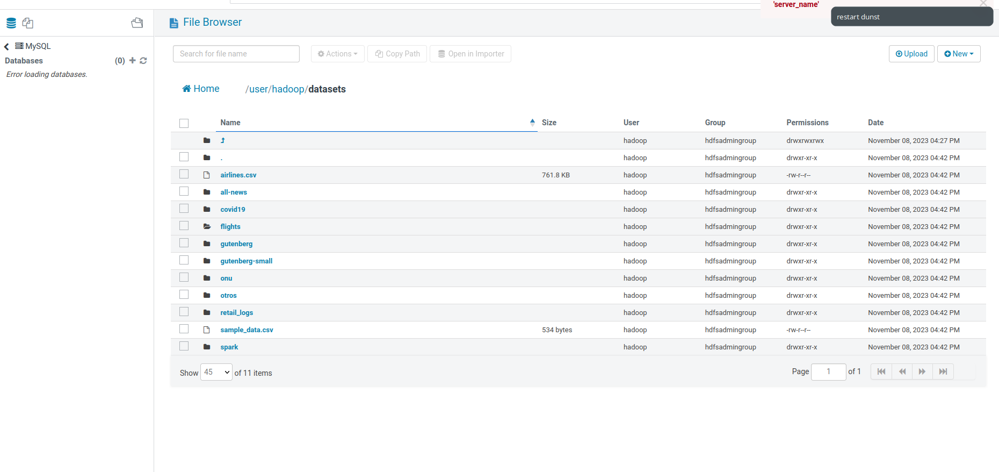 'server_name'
restart dunst
File Browser
MySQL
Databases (0)
Error loading databases.
Search for file name Actions Copy Path Open in Importer Upload New
Home /user/hadoop/datasets
Name Size User Group Permissions Date
hadoop hdfsadmingroup drwxrwxrwx November 08, 2023 04:27 PM
. hadoop hdfsadmingroup drwxr-xr-x November 08, 2023 04:42 PM
airlines.csv 761.8 KB hadoop hdfsadmingroup -rw-r--r-- November 08, 2023 04:42 PM
all-news hadoop hdfsadmingroup drwxr-xr-x November 08, 2023 04:42 PM
covid19 hadoop hdfsadmingroup drwxr-xr-x November 08, 2023 04:42 PM
flights hadoop hdfsadmingroup drwxr-xr-x November 08, 2023 04:42 PM
gutenberg hadoop hdfsadmingroup drwxr-xr-x November 08, 2023 04:42 PM
gutenberg-small hadoop hdfsadmingroup drwxr-xr-x November 08, 2023 04:42 PM
onu hadoop hdfsadmingroup drwxr-xr-x November 08, 2023 04:42 PM
otros hadoop hdfsadmingroup drwxr-xr-x November 08, 2023 04:42 PM
retail_logs hadoop hdfsadmingroup drwxr-xr-x November 08, 2023 04:42 PM
sample_data.csv 534 bytes hadoop hdfsadmingroup -rw-r--r-- November 08, 2023 04:42 PM
spark hadoop hdfsadmingroup drwxr-xr-x November 08, 2023 04:42 PM
Show 45 of 11 items Page 1 of 1